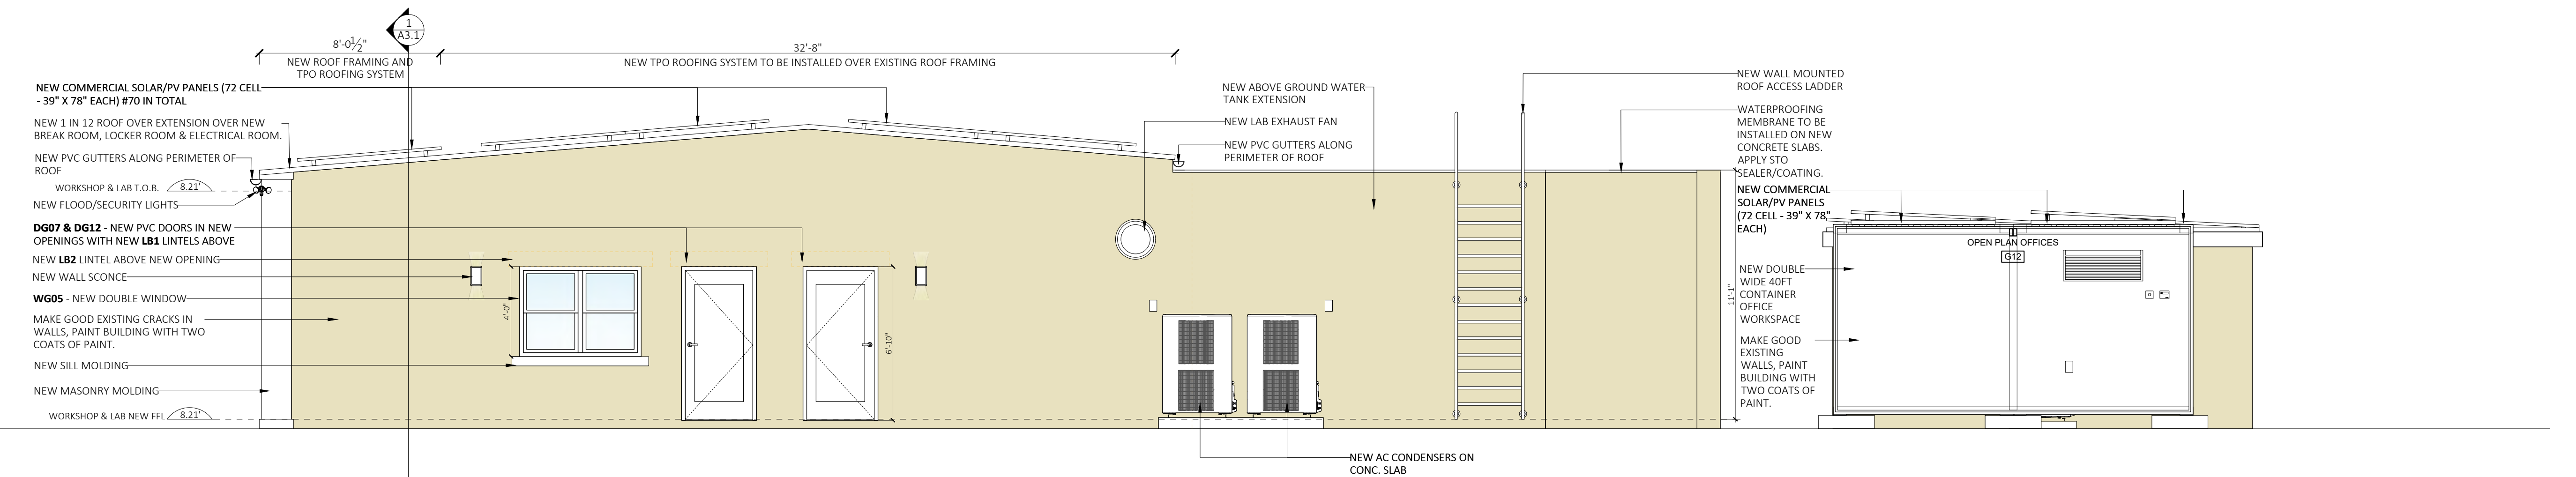 1
A3.1
8'-0½"
32'-8"
NEW ROOF FRAMING AND
TPO ROOFING SYSTEM
NEW TPO ROOFING SYSTEM TO BE INSTALLED OVER EXISTING ROOF FRAMING
NEW COMMERCIAL SOLAR/PV PANELS (72 CELL
- 39" X 78" EACH) #70 IN TOTAL
NEW 1 IN 12 ROOF OVER EXTENSION OVER NEW
BREAK ROOM, LOCKER ROOM & ELECTRICAL ROOM.
NEW PVC GUTTERS ALONG PERIMETER OF
ROOF
WORKSHOP & LAB T.O.B. 8.21'
NEW FLOOD/SECURITY LIGHTS
DG07 & DG12 - NEW PVC DOORS IN NEW
OPENINGS WITH NEW LB1 LINTELS ABOVE
NEW LB2 LINTEL ABOVE NEW OPENING
NEW WALL SCONCE
WG05 - NEW DOUBLE WINDOW
MAKE GOOD EXISTING CRACKS IN
WALLS, PAINT BUILDING WITH TWO
COATS OF PAINT.
NEW SILL MOLDING
NEW MASONRY MOLDING
WORKSHOP & LAB NEW FFL 8.21'
4'-0"
6'-10"
NEW ABOVE GROUND WATER
TANK EXTENSION
NEW LAB EXHAUST FAN
NEW PVC GUTTERS ALONG
PERIMETER OF ROOF
NEW AC CONDENSERS ON
CONC. SLAB
NEW WALL MOUNTED
ROOF ACCESS LADDER
WATERPROOFING
MEMBRANE TO BE
INSTALLED ON NEW
CONCRETE SLABS.
APPLY STO
SEALER/COATING.
NEW COMMERCIAL
SOLAR/PV PANELS
(72 CELL - 39" X 78"
EACH)
11'-1"
NEW DOUBLE
WIDE 40FT
CONTAINER
OFFICE
WORKSPACE
MAKE GOOD
EXISTING
WALLS, PAINT
BUILDING WITH
TWO COATS OF
PAINT.
OPEN PLAN OFFICES
G12